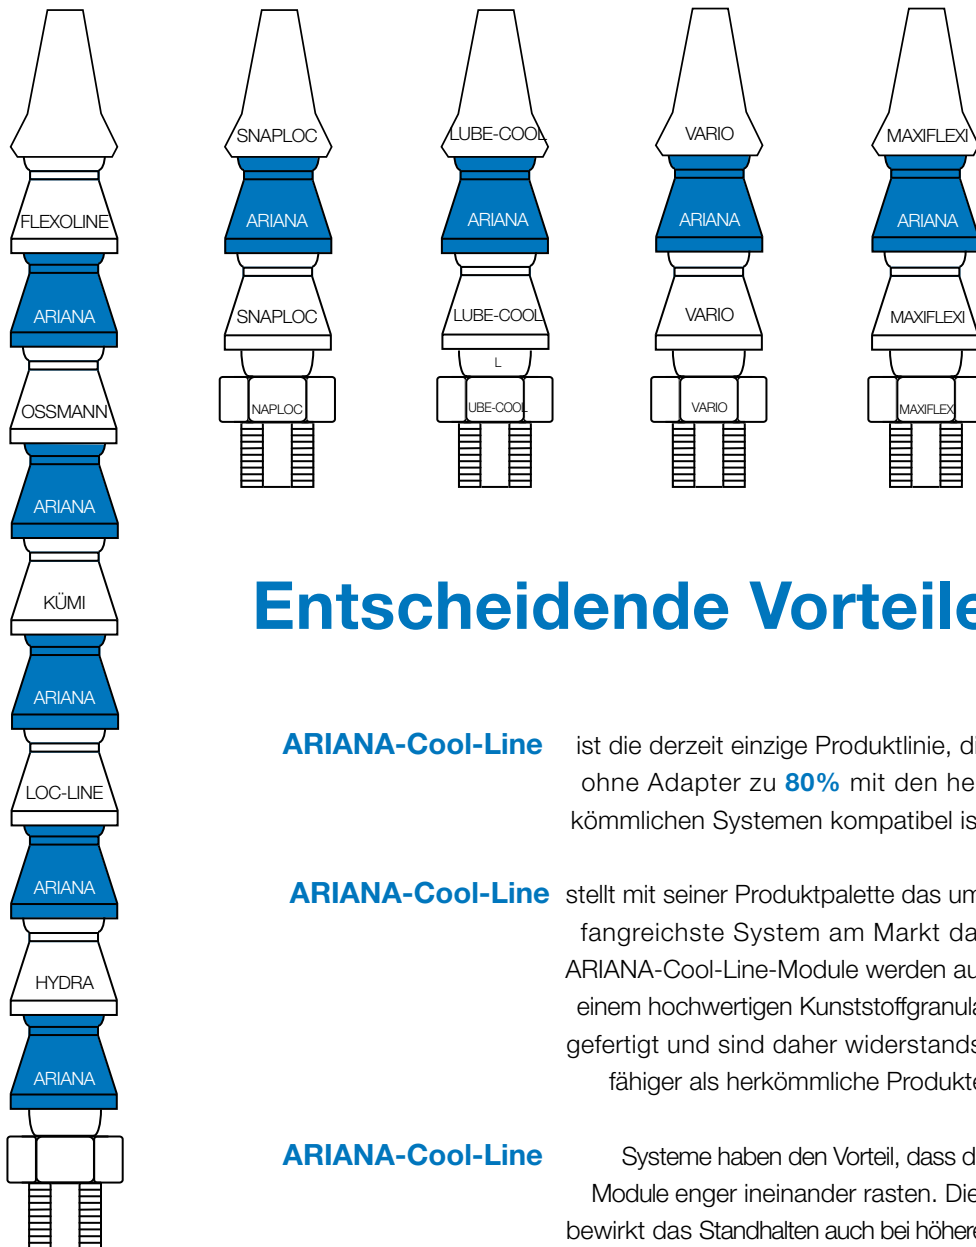 FLEXOLINE
ARIANA
OSSMANN
ARIANA
KÜMI
ARIANA
LOC-LINE
ARIANA
HYDRA
ARIANA
SNAPLOC
ARIANA
SNAPLOC
NAPLOC
LUBE-COOL
ARIANA
LUBE-COOL
L
UBE-COOL
VARIO
ARIANA
VARIO
VARIO
MAXIFLEXI
ARIANA
MAXIFLEXI
MAXIFLEX
Entscheidende Vorteile
ARIANA-Cool-Line ist die derzeit einzige Produktlinie, di
ohne Adapter zu 80% mit den he
kömmlichen Systemen kompatibel is
ARIANA-Cool-Line stellt mit seiner Produktpalette das um
fangreichste System am Markt da
ARIANA-Cool-Line-Module werden au
einem hochwertigen Kunststoffgranula
gefertigt und sind daher widerstands
fähiger als herkömmliche Produkte
ARIANA-Cool-Line Systeme haben den Vorteil, dass d
Module enger ineinander rasten. Die
bewirkt das Standhalten auch bei höhere